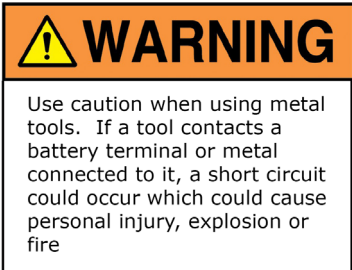 WARNING
Use caution when using metal
tools. If a tool contacts a
battery terminal or metal
connected to it, a short circuit
could occur which could cause
personal injury, explosion or
fire